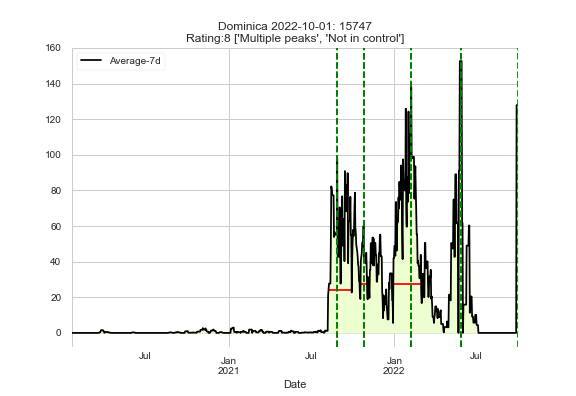 Dominica 2022-10-01: 15747
Rating:8 ['Multiple peaks', 'Not in control']
Average-7d
160
140
120
100
80
60
40
20
0
Jul
Jan
2021
Jul
Jan
2022
Jul
Date